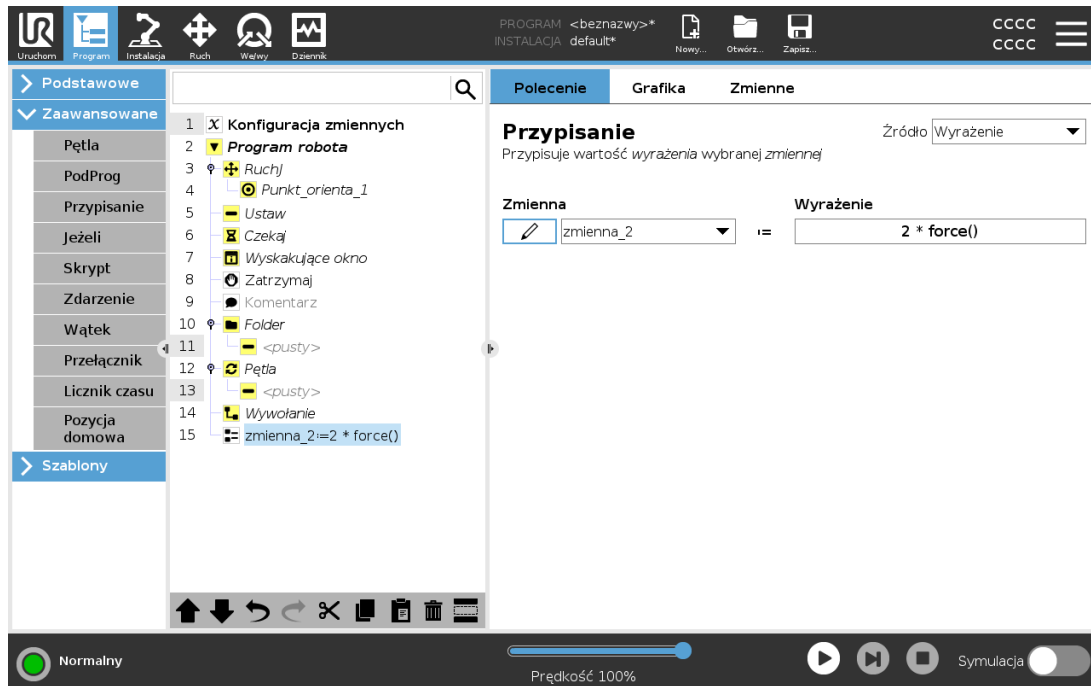 PROGRAM <beznazwy>*
INSTALACJA default*
Uruchom Program Instalacja Ruch We/wy Dziennik Nowy... Otwórz... Zapisz...
CCCC
CCCC
Podstawowe
Zaawansowane
Pętla
PodProg
Przypisanie
Jeżeli
Skrypt
Zdarzenie
Wątek
Przełącznik
Licznik czasu
Pozycja
domowa
Szablony
1 X Konfiguracja zmiennych
2 Program robota
3 RuchJ
4 Punkt_orienta_1
5 Ustaw
6 Czekaj
7 Wyskakujące okno
8 Zatrzymaj
9 Komentarz
10 Folder
11 <pusty>
12 Pętla
13 <pusty>
14 Wywołanie
15 zmienna_2:=2 * force()
Polecenie Grafika Zmienne
Przypisanie
Źródło Wyrażenie
Przypisuje wartość wyrażenia wybranej zmiennej
Zmienna Wyrażenie
zmienna_2 := 2 * force()
Normalny
Prędkość 100%
Symulacja